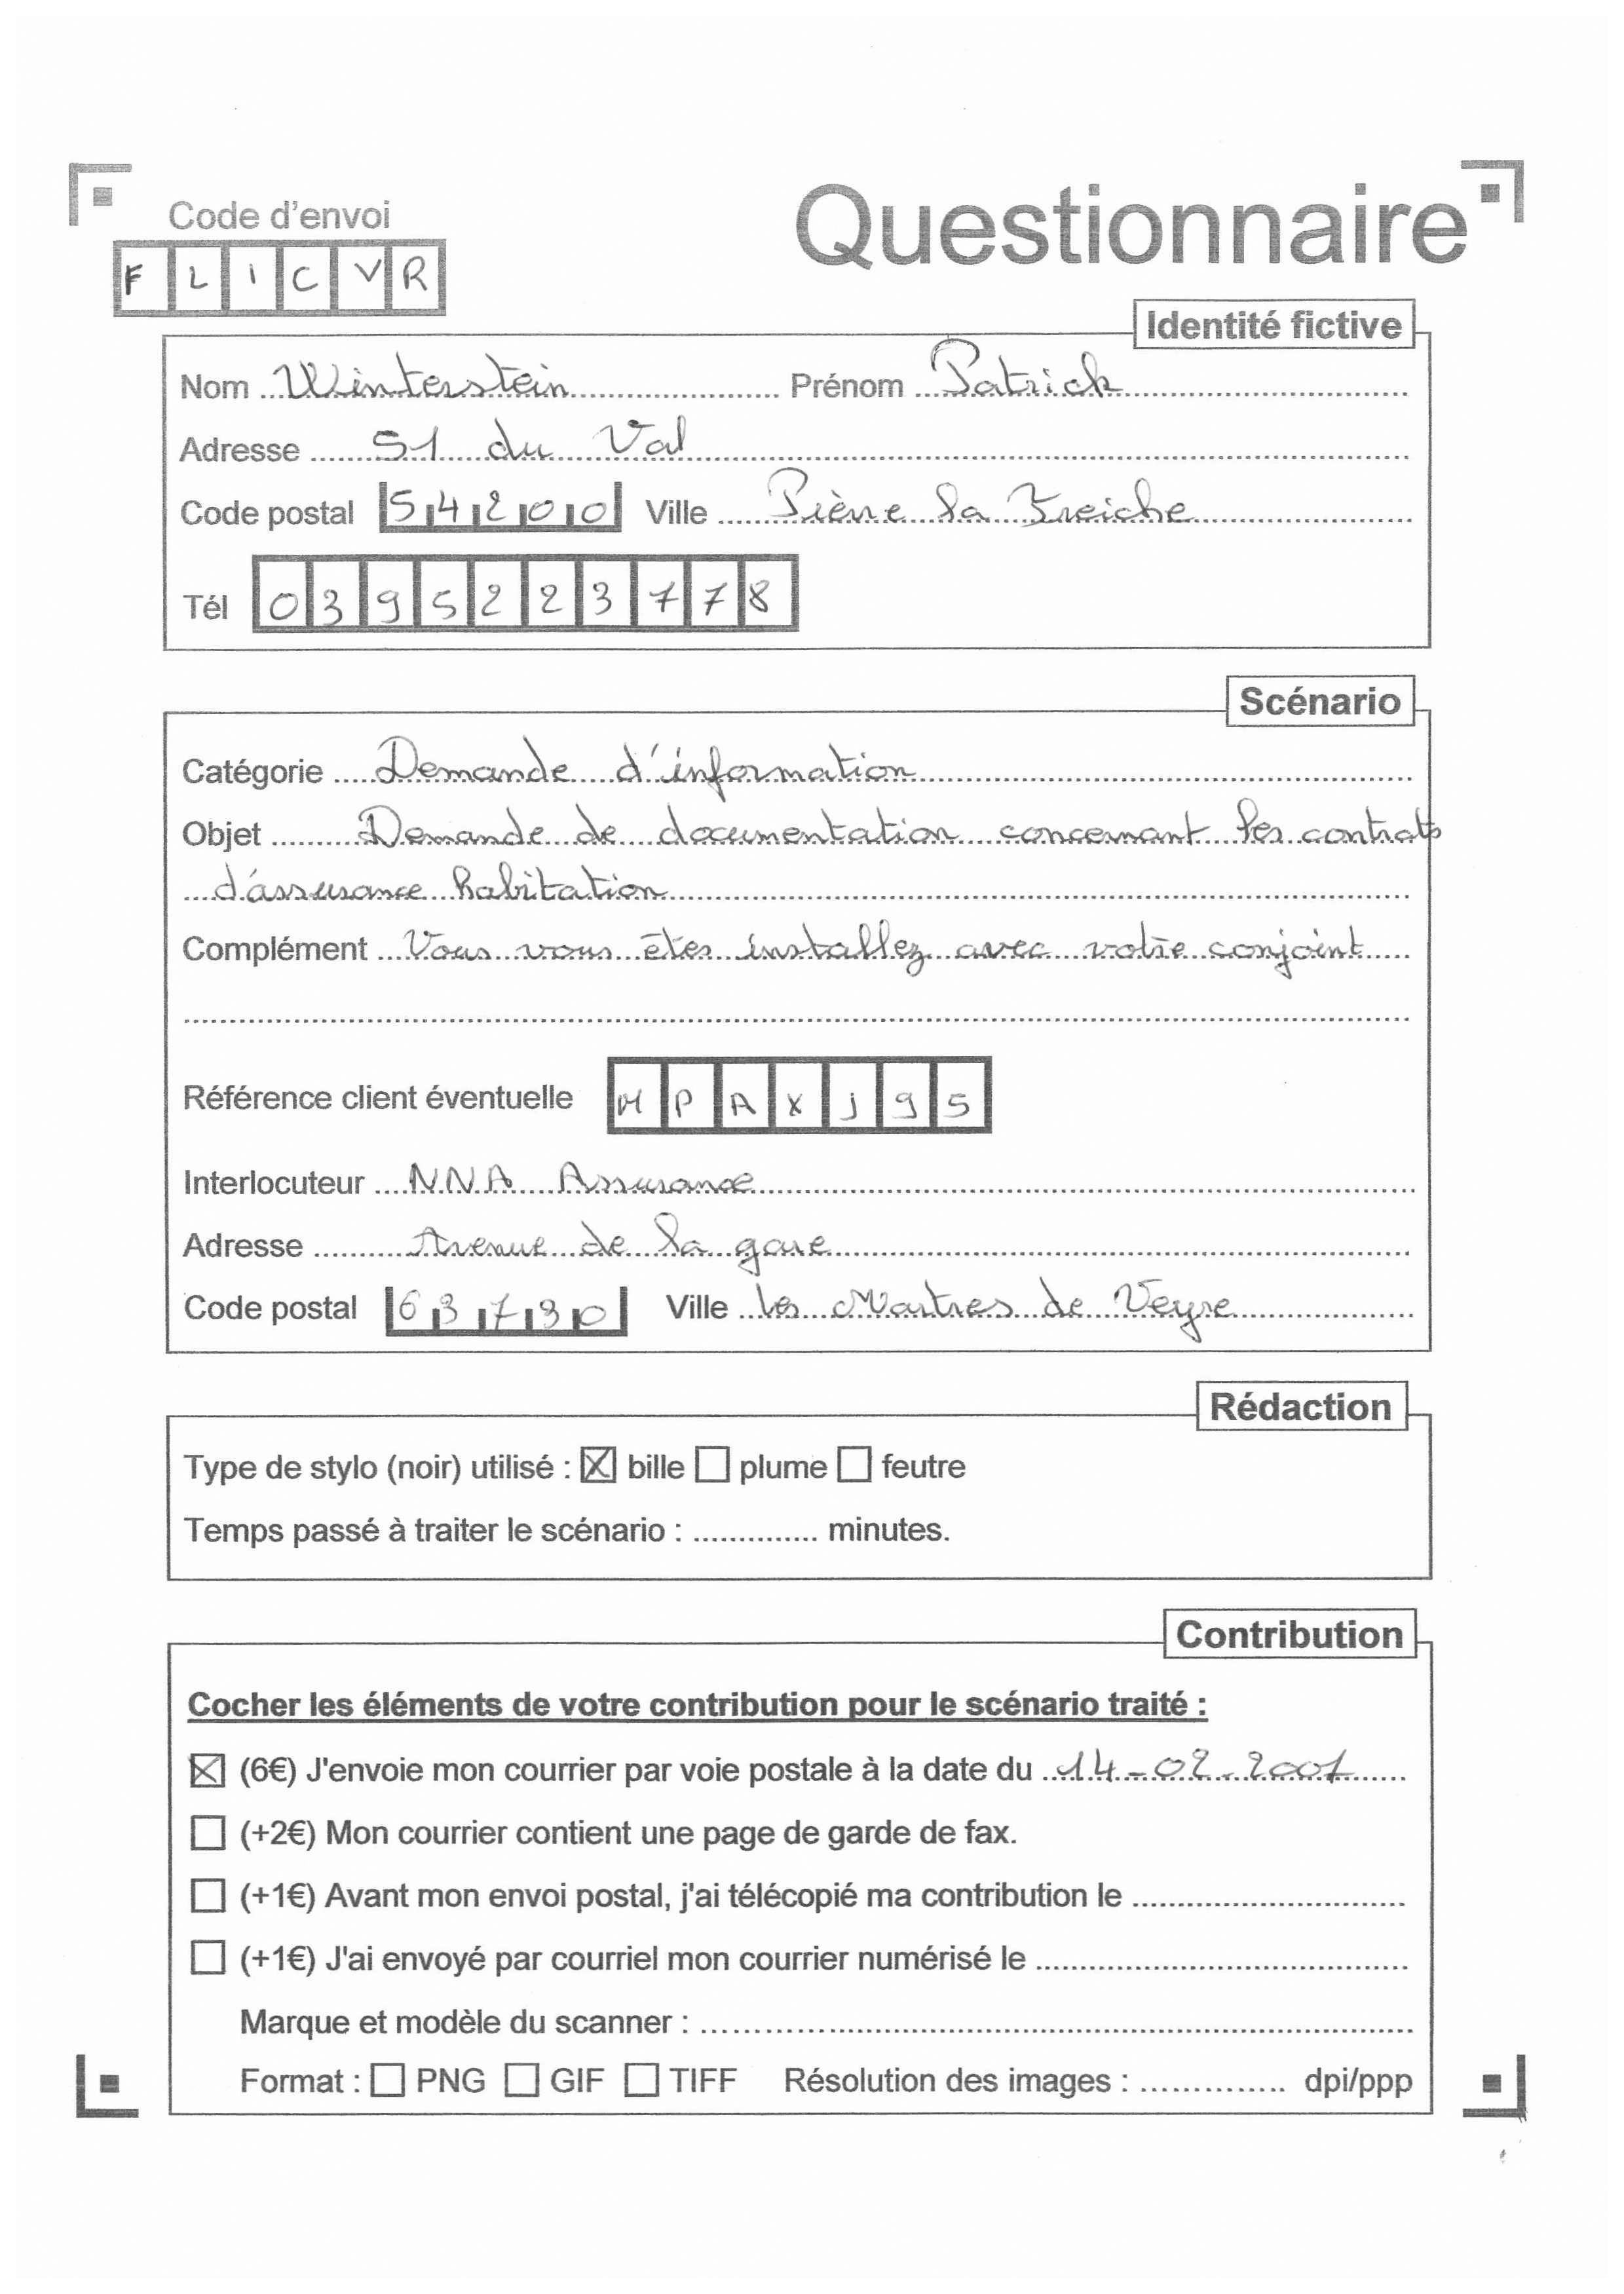 Code d'envoi
Questionnaire
F L I C V R
Identité fictive
Nom Winterstein Prénom Patrick
Adresse 51 du Val
Code postal 54200 Ville Pière la Treiche
Tél 0395223778
Scénario
Catégorie Demande d'information
Objet Demande de documentation concernant les contrats
d'assurance habitation
Complément Vous vous êtes installez avec votre conjoint
Référence client éventuelle M P A X J 9 5
Interlocuteur NNA Assurance
Adresse Avenue de la gare
Code postal 63730 Ville les Martres de Veyre
Rédaction
Type de stylo (noir) utilisé : ☒ bille ☐ plume ☐ feutre
Temps passé à traiter le scénario : .............. minutes.
Contribution
Cocher les éléments de votre contribution pour le scénario traité :
☒ (6€) J'envoie mon courrier par voie postale à la date du 14-02-2007
☐ (+2€) Mon courrier contient une page de garde de fax.
☐ (+1€) Avant mon envoi postal, j'ai télécopié ma contribution le ..............
☐ (+1€) J'ai envoyé par courriel mon courrier numérisé le ..............
Marque et modèle du scanner : ..............
Format : ☐ PNG ☐ GIF ☐ TIFF Résolution des images : .............. dpi/ppp